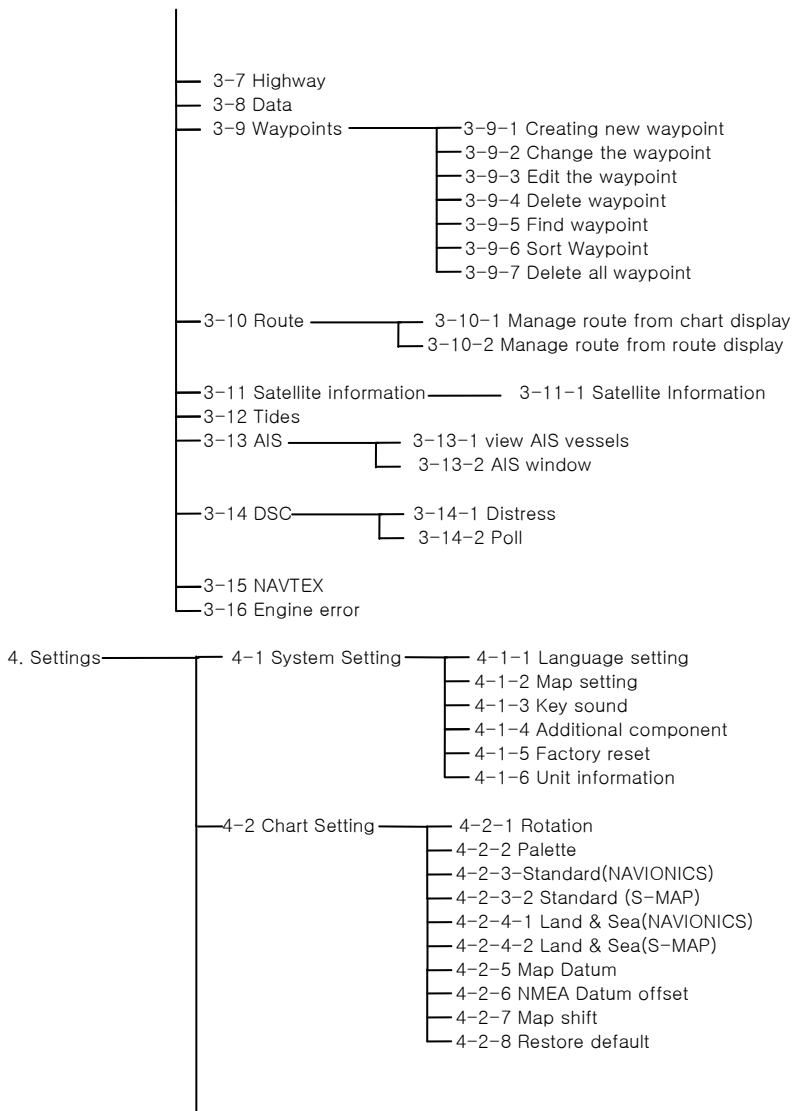 3-7 Highway
3-8 Data
3-9 Waypoints
3-9-1 Creating new waypoint
3-9-2 Change the waypoint
3-9-3 Edit the waypoint
3-9-4 Delete waypoint
3-9-5 Find waypoint
3-9-6 Sort Waypoint
3-9-7 Delete all waypoint
3-10 Route
3-10-1 Manage route from chart display
3-10-2 Manage route from route display
3-11 Satellite information
3-11-1 Satellite Information
3-12 Tides
3-13 AIS
3-13-1 view AIS vessels
3-13-2 AIS window
3-14 DSC
3-14-1 Distress
3-14-2 Poll
3-15 NAVTEX
3-16 Engine error
4. Settings
4-1 System Setting
4-1-1 Language setting
4-1-2 Map setting
4-1-3 Key sound
4-1-4 Additional component
4-1-5 Factory reset
4-1-6 Unit information
4-2 Chart Setting
4-2-1 Rotation
4-2-2 Palette
4-2-3-Standard(NAVIONICS)
4-2-3-2 Standard (S-MAP)
4-2-4-1 Land & Sea(NAVIONICS)
4-2-4-2 Land & Sea(S-MAP)
4-2-5 Map Datum
4-2-6 NMEA Datum offset
4-2-7 Map shift
4-2-8 Restore default